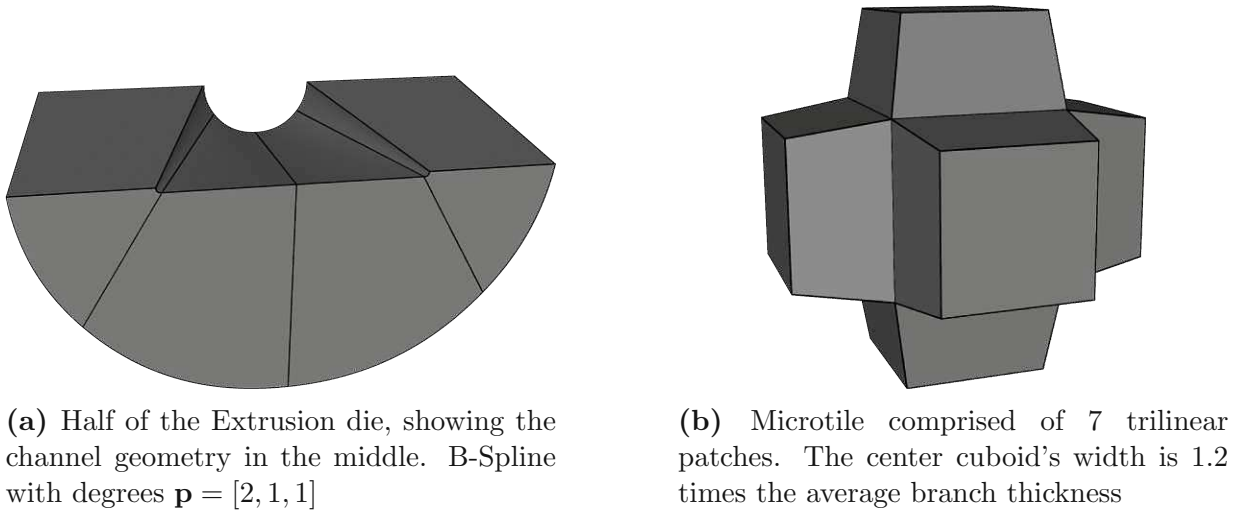 (a) Half of the Extrusion die, showing the
channel geometry in the middle. B-Spline
with degrees p = [2, 1, 1]
(b) Microtile comprised of 7 trilinear
patches. The center cuboid's width is 1.2
times the average branch thickness